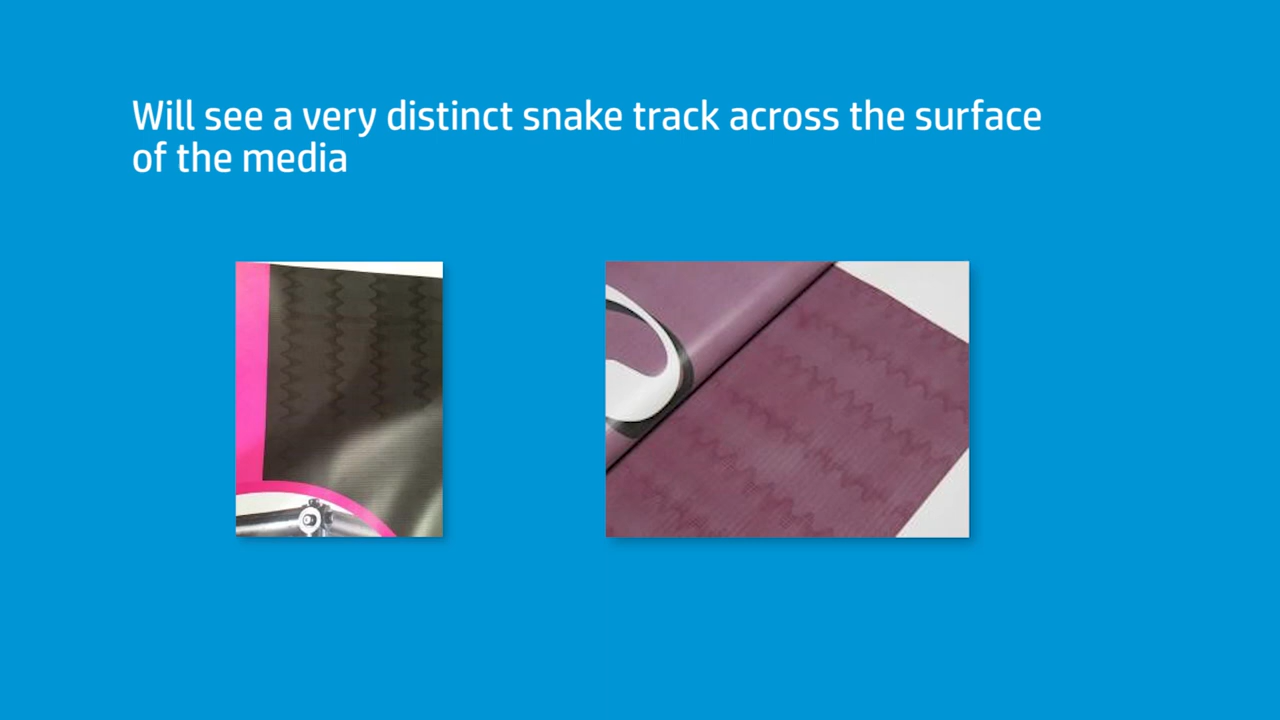 Will see a very distinct snake track across the surface
of the media